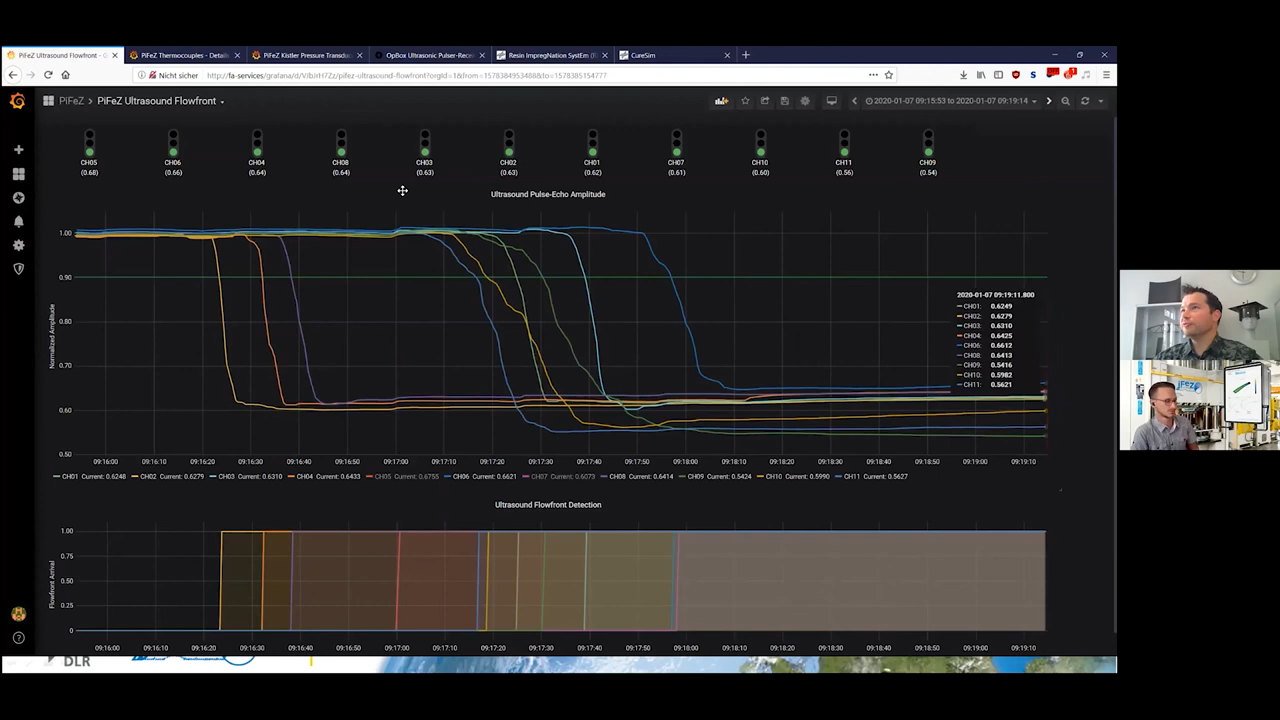 PiFeZ Ultrasound Flowfront - G
PiFeZ Thermocouples - Details
PiFeZ Kistler Pressure Transduc
OpBox Ultrasonic Pulser-Recei
Resin ImpregNation SystEm (
CureSim
Nicht sicher
PiFeZ > PiFeZ Ultrasound Flowfront
2020-01-07 09:15:53 to 2020-01-07 09:19:14
CH05 CH06 CH04 CH08 CH03 CH02 CH01 CH07 CH10 CH11 CH09
(0.68) (0.66) (0.64) (0.64) (0.63) (0.63) (0.62) (0.61) (0.60) (0.56) (0.54)
Ultrasound Pulse-Echo Amplitude
Normalized Amplitude
1.00
0.90
0.80
0.70
0.60
0.50
2020-01-07 09:19:11.800
CH01: 0.6249
CH02: 0.6279
CH03: 0.6310
CH04: 0.6425
CH06: 0.6612
CH08: 0.6413
CH09: 0.5416
CH10: 0.5982
CH11: 0.5621
09:16:00 09:16:10 09:16:20 09:16:30 09:16:40 09:16:50 09:17:00 09:17:10 09:17:20 09:17:30 09:17:40 09:17:50 09:18:00 09:18:10 09:18:20 09:18:30 09:18:40 09:18:50 09:19:00 09:19:10
CH01 Current: 0.6248 CH02 Current: 0.6279 CH03 Current: 0.6310 CH04 Current: 0.6433 CH05 Current: 0.6755 CH06 Current: 0.6621 CH07 Current: 0.6073 CH08 Current: 0.6414 CH09 Current: 0.5424 CH10 Current: 0.5990 CH11 Current: 0.5627
Ultrasound Flowfront Detection
Flowfront Arrival
1.00
0.75
0.50
0.25
0
09:16:00 09:16:10 09:16:20 09:16:30 09:16:40 09:16:50 09:17:00 09:17:10 09:17:20 09:17:30 09:17:40 09:17:50 09:18:00 09:18:10 09:18:20 09:18:30 09:18:40 09:18:50 09:19:00 09:19:10
DLR